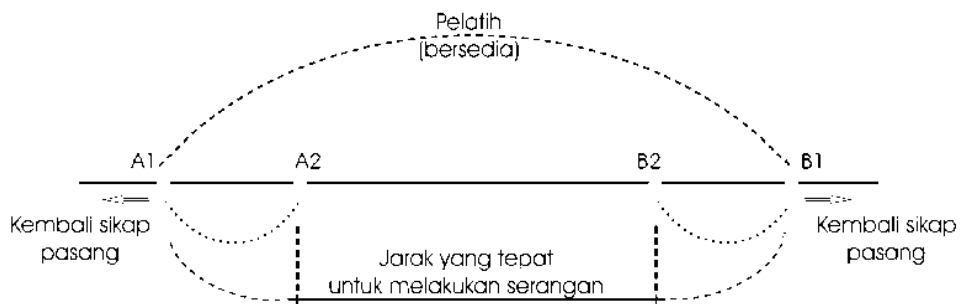 Pelatih
(bersedia)
A1
A2
B2
B1
Kembali sikap
pasang
Jarak yang tepat
untuk melakukan serangan
Kembali sikap
pasang